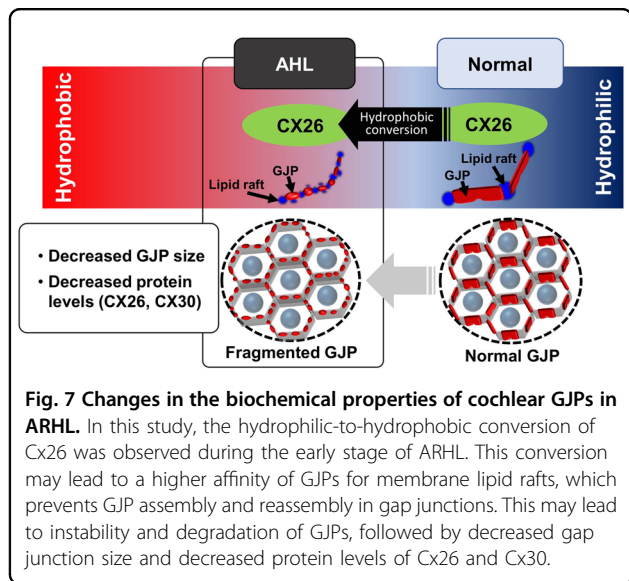 AHL
Normal
Hydrophobic
Hydrophilic
CX26
Hydrophobic
conversion
CX26
GJP
Lipid raft
Lipid raft
GJP
• Decreased GJP size
• Decreased protein
levels (CX26, CX30)
Fragmented GJP
Normal GJP
Fig. 7 Changes in the biochemical properties of cochlear GJPs in
ARHL. In this study, the hydrophilic-to-hydrophobic conversion of
Cx26 was observed during the early stage of ARHL. This conversion
may lead to a higher affinity of GJPs for membrane lipid rafts, which
prevents GJP assembly and reassembly in gap junctions. This may lead
to instability and degradation of GJPs, followed by decreased gap
junction size and decreased protein levels of Cx26 and Cx30.